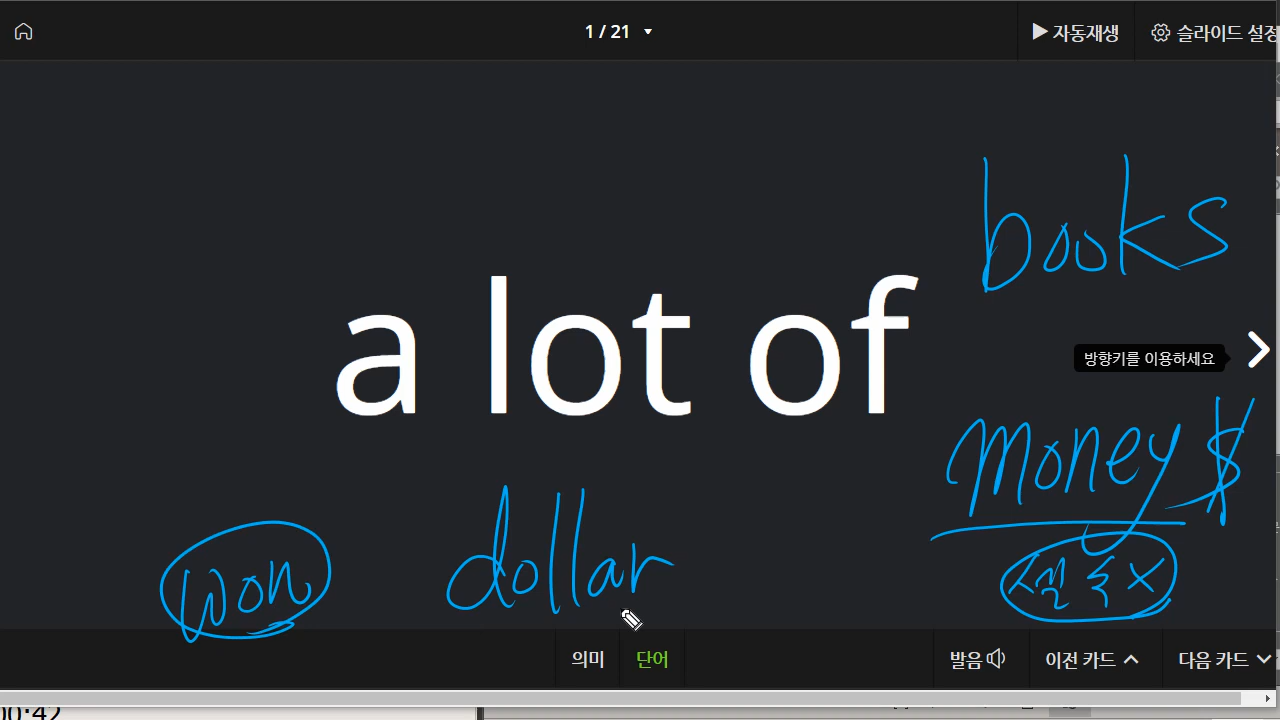 1 / 21
자동재생
슬라이드 설정
books
a lot of
방향키를 이용하세요
money $
won
dollar
셀 수 X
의미
단어
발음
이전 카드
다음 카드
00:42